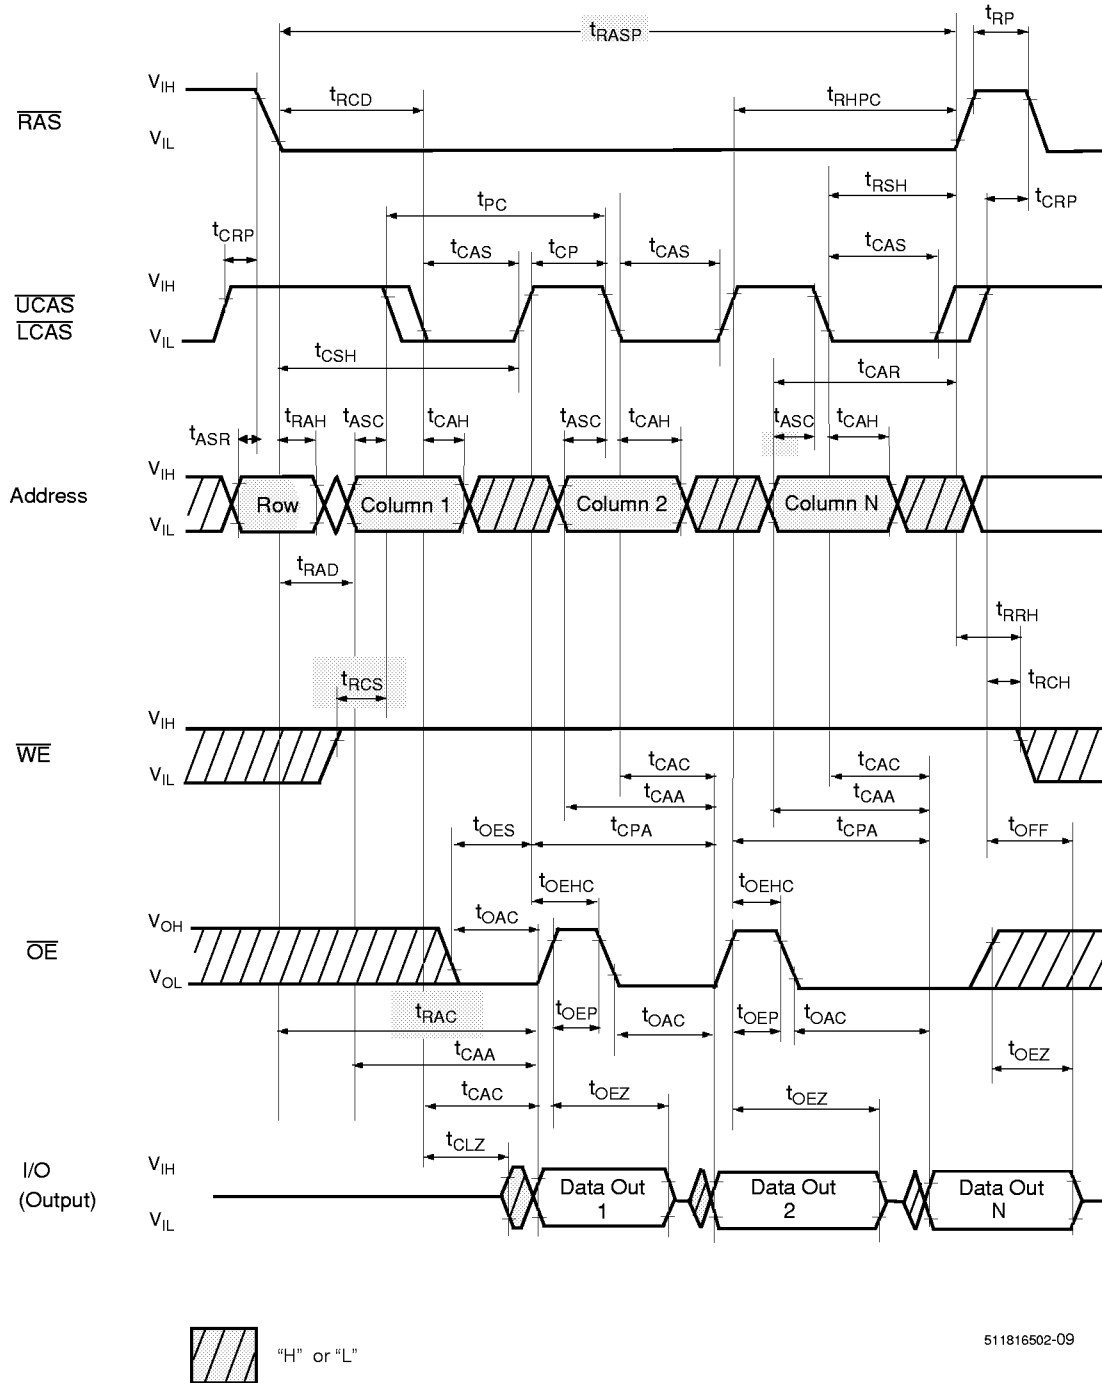 tRASP
tRP
VIH
tRCD
tRHPC
RAS
VIL
tRSH
tPC
tCRP
tCRP
tCAS
tCP
tCAS
tCAS
VIH
UCAS
LCAS
VIL
tCSH
tCAR
tRAH
tASC
tCAH
tASC
tCAH
tASC
tCAH
tASR
VIH
Address
Row
Column 1
Column 2
Column N
VIL
tRAD
tRRH
tRCS
tRCH
VIH
WE
VIL
tCAC
tCAC
tCAA
tCAA
tOES
tCPA
tCPA
tOFF
tOEHC
tOEHC
VOH
tOAC
OE
VOL
tRAC
tOEP
tOAC
tOEP
tOAC
tCAA
tOEZ
tCAC
tOEZ
tOEZ
tCLZ
I/O
(Output)
VIH
Data Out
1
Data Out
2
Data Out
N
VIL
"H" or "L"
511816502-09